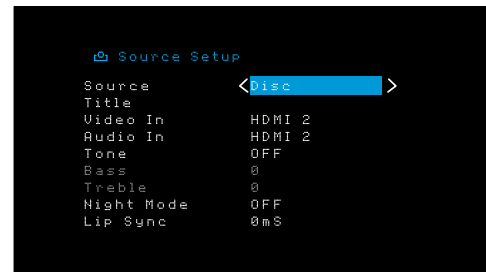 Source Setup
Source < Disc >
Title
Video In HDMI 2
Audio In HDMI 2
Tone OFF
Bass 0
Treble 0
Night Mode OFF
Lip Sync 0mS